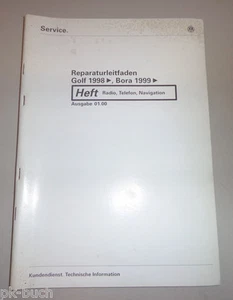 Service.
Reparaturleitfaden
Golf 1998 ▶, Bora 1999 ▶
Heft Radio, Telefon, Navigation
Ausgabe 01.00
Kundendienst. Technische Information
pk-buch